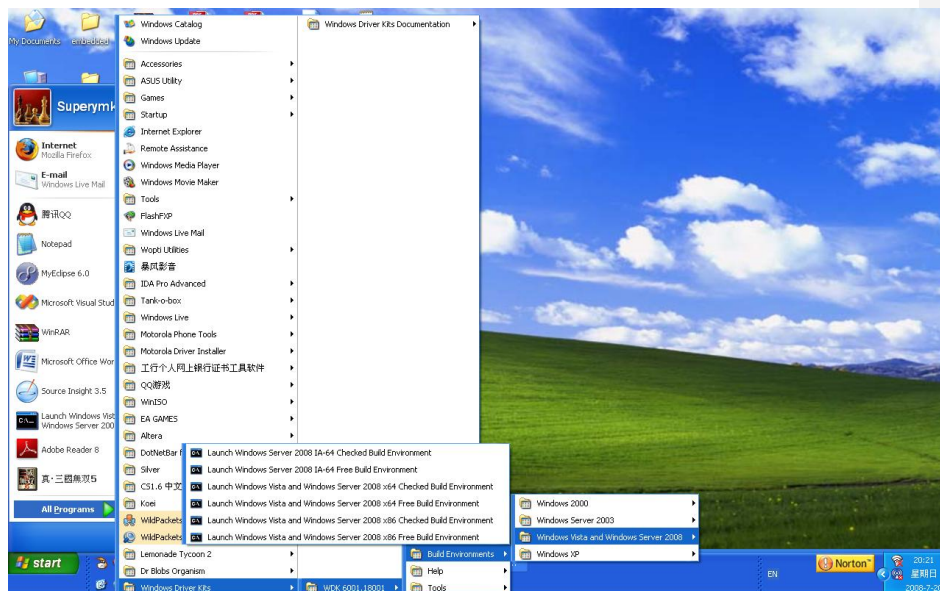 My Documents
embedded
Superymk
Internet
Mozilla Firefox
E-mail
Windows Live Mail
腾讯QQ
Notepad
MyEclipse 6.0
Microsoft Visual Stud
WinRAR
Microsoft Office Wor
Source Insight 3.5
Launch Windows Vist
Windows Server 200
Adobe Reader 8
真·三國無双5
All Programs
start
Windows Catalog
Windows Update
Accessories
ASUS Utility
Games
Startup
Internet Explorer
Remote Assistance
Windows Media Player
Windows Movie Maker
Tools
FlashFXP
Windows Live Mail
Wopti Utilities
暴风影音
IDA Pro Advanced
Tank-o-box
Windows Live
Motorola Phone Tools
Motorola Driver Installer
工行个人网上银行证书工具软件
QQ游戏
WinISO
EA GAMES
Altera
DotNetBar f
Silver
CS1.6 中文
Koei
WildPackets
WildPackets
Lemonade Tycoon 2
Dr Blobs Organism
Windows Driver Kits
Windows Driver Kits Documentation
WDK 6001.18001
Build Environments
Help
Tools
Windows 2000
Windows Server 2003
Windows Vista and Windows Server 2008
Windows XP
Launch Windows Server 2008 IA-64 Checked Build Environment
Launch Windows Server 2008 IA-64 Free Build Environment
Launch Windows Vista and Windows Server 2008 x64 Checked Build Environment
Launch Windows Vista and Windows Server 2008 x64 Free Build Environment
Launch Windows Vista and Windows Server 2008 x86 Checked Build Environment
Launch Windows Vista and Windows Server 2008 x86 Free Build Environment
EN
Norton™
20:21
星期日